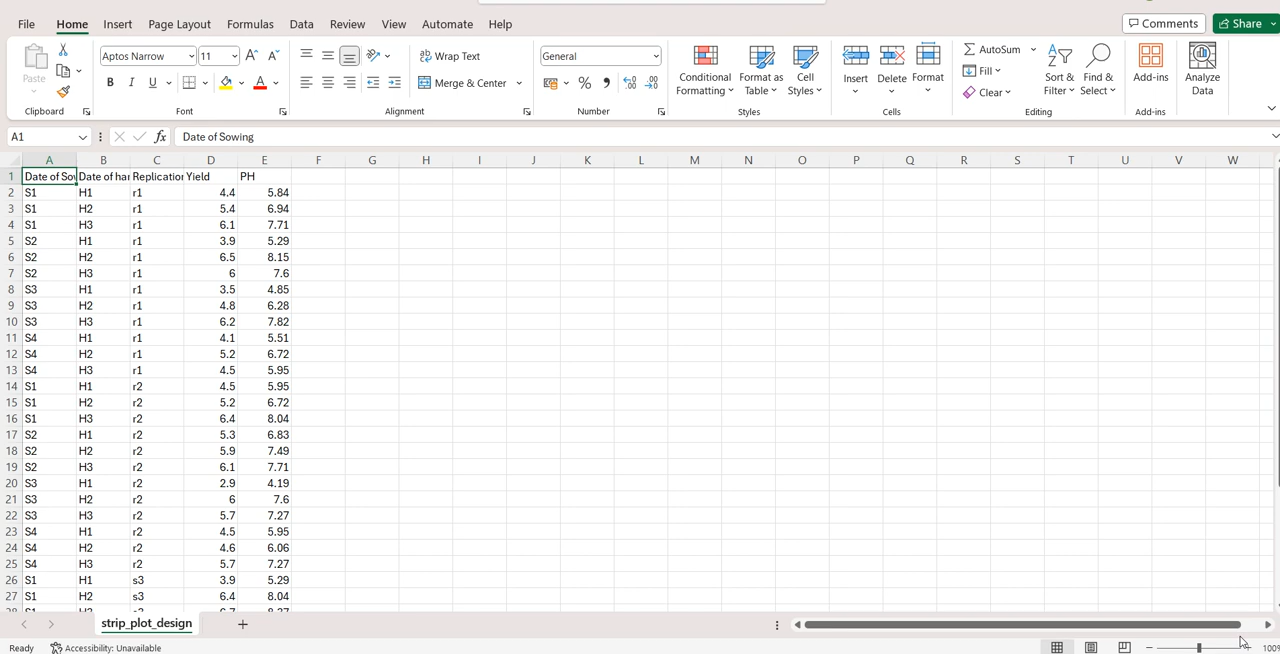 File Home Insert Page Layout Formulas Data Review View Automate Help Comments Share
Paste Aptos Narrow 11 Wrap Text General Conditional Formatting Format as Table Cell Styles Insert Delete Format AutoSum Fill Clear Sort & Filter Find & Select Add-ins Analyze Data
B I U Merge & Center
Clipboard Font Alignment Number Styles Cells Editing Add-ins
A1 fx Date of Sowing
A B C D E F G H I J K L M N O P Q R S T U V W
1 Date of Sov Date of har Replication Yield PH
2 S1 H1 r1 4.4 5.84
3 S1 H2 r1 5.4 6.94
4 S1 H3 r1 6.1 7.71
5 S2 H1 r1 3.9 5.29
6 S2 H2 r1 6.5 8.15
7 S2 H3 r1 6 7.6
8 S3 H1 r1 3.5 4.85
9 S3 H2 r1 4.8 6.28
10 S3 H3 r1 6.2 7.82
11 S4 H1 r1 4.1 5.51
12 S4 H2 r1 5.2 6.72
13 S4 H3 r1 4.5 5.95
14 S1 H1 r2 4.5 5.95
15 S1 H2 r2 5.2 6.72
16 S1 H3 r2 6.4 8.04
17 S2 H1 r2 5.3 6.83
18 S2 H2 r2 5.9 7.49
19 S2 H3 r2 6.1 7.71
20 S3 H1 r2 2.9 4.19
21 S3 H2 r2 6 7.6
22 S3 H3 r2 5.7 7.27
23 S4 H1 r2 4.5 5.95
24 S4 H2 r2 4.6 6.06
25 S4 H3 r2 5.7 7.27
26 S1 H1 s3 3.9 5.29
27 S1 H2 s3 6.4 8.04
strip_plot_design
Ready Accessibility: Unavailable 100%